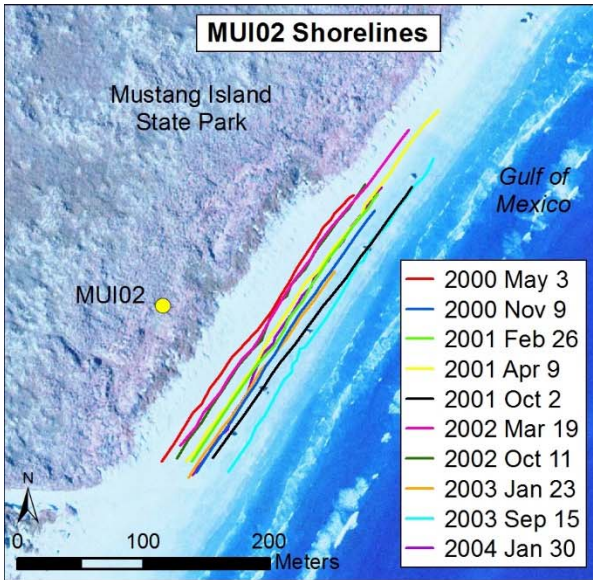 MUI02 Shorelines
Mustang Island
State Park
Gulf of
Mexico
MUI02
2000 May 3
2000 Nov 9
2001 Feb 26
2001 Apr 9
2001 Oct 2
2002 Mar 19
2002 Oct 11
2003 Jan 23
2003 Sep 15
2004 Jan 30
N
0 100 200
Meters